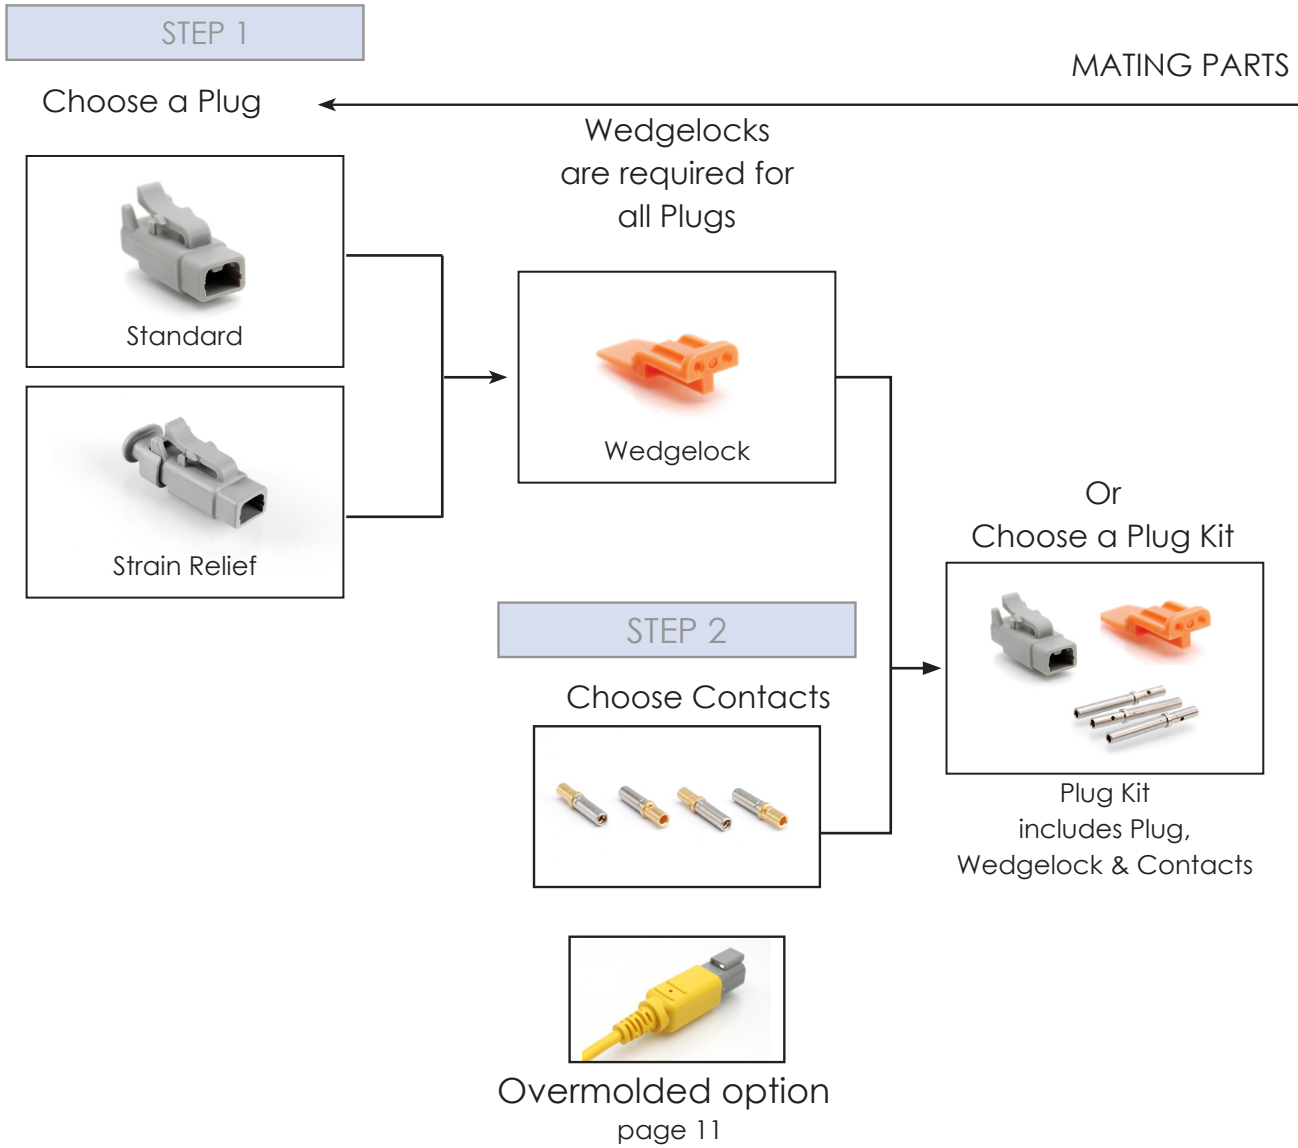 STEP 1
MATING PARTS
Choose a Plug
Wedgelocks
are required for
all Plugs
Standard
Wedgelock
Strain Relief
Or
Choose a Plug Kit
STEP 2
Choose Contacts
Plug Kit
includes Plug,
Wedgelock & Contacts
Overmolded option
page 11